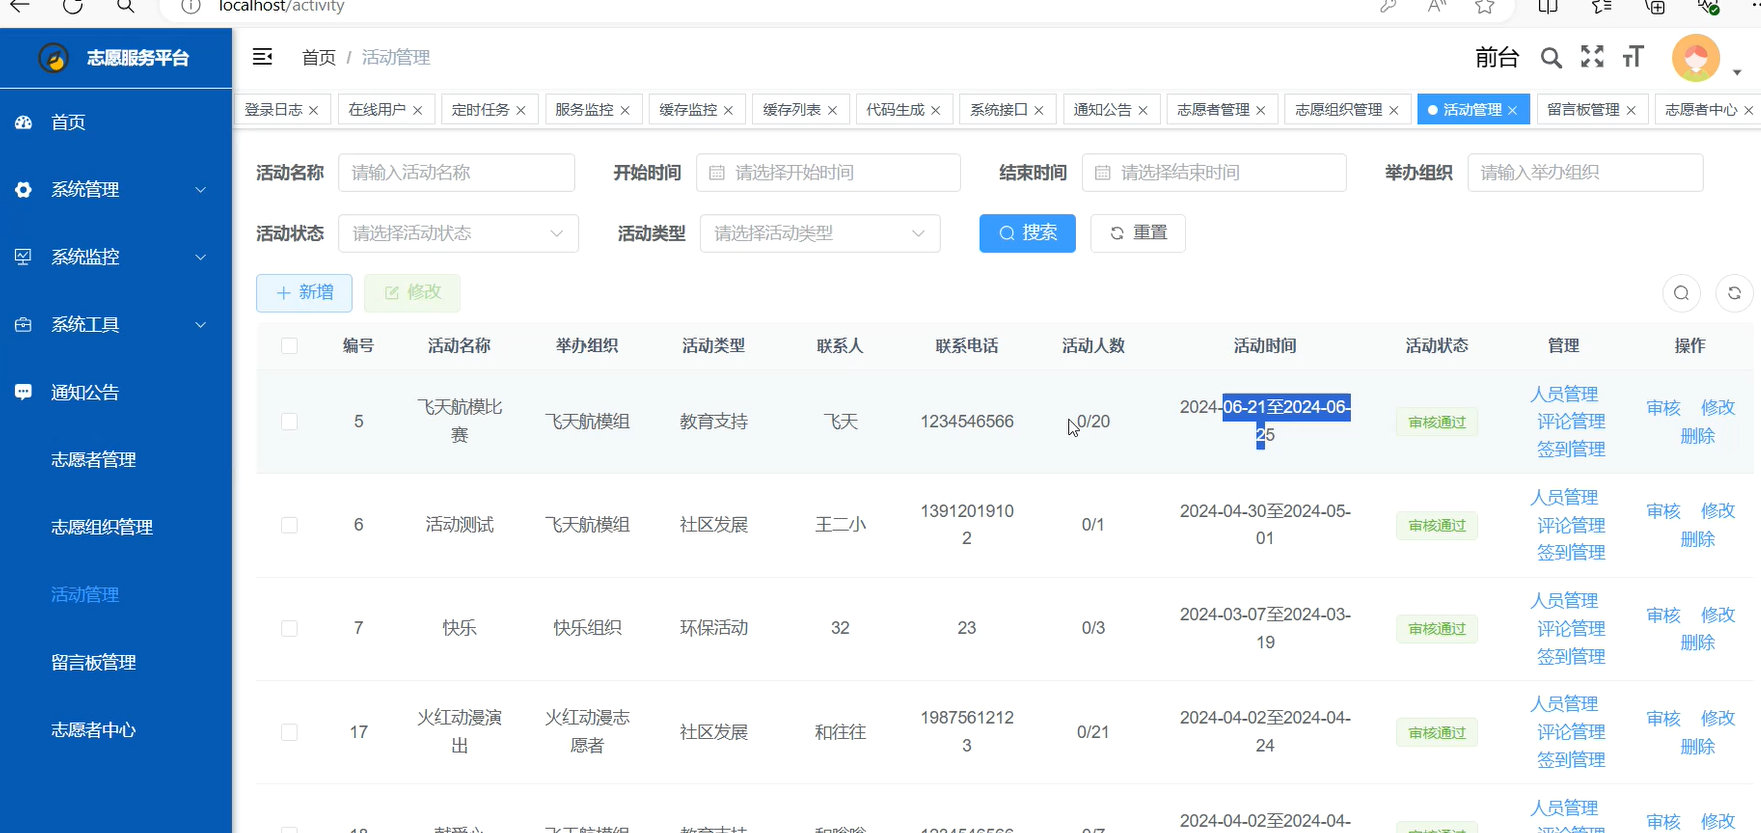 localhost/activity
志愿服务平台
首页 / 活动管理
前台
登录日志 在线用户 定时任务 服务监控 缓存监控 缓存列表 代码生成 系统接口 通知公告 志愿者管理 志愿组织管理 活动管理 留言板管理 志愿者中心
首页
系统管理
系统监控
系统工具
通知公告
志愿者管理
志愿组织管理
活动管理
留言板管理
志愿者中心
活动名称 请输入活动名称 开始时间 请选择开始时间 结束时间 请选择结束时间 举办组织 请输入举办组织
活动状态 请选择活动状态 活动类型 请选择活动类型 搜索 重置
新增 修改
编号 活动名称 举办组织 活动类型 联系人 联系电话 活动人数 活动时间 活动状态 管理 操作
5 飞天航模比
赛 飞天航模组 教育支持 飞天 1234546566 0/20 2024-06-21至2024-06-
25 审核通过 人员管理
评论管理
签到管理 审核 修改
删除
6 活动测试 飞天航模组 社区发展 王二小 1391201910
2 0/1 2024-04-30至2024-05-
01 审核通过 人员管理
评论管理
签到管理 审核 修改
删除
7 快乐 快乐组织 环保活动 32 23 0/3 2024-03-07至2024-03-
19 审核通过 人员管理
评论管理
签到管理 审核 修改
删除
17 火红动漫演
出 火红动漫志
愿者 社区发展 和往往 1987561212
3 0/21 2024-04-02至2024-04-
24 审核通过 人员管理
评论管理
签到管理 审核 修改
删除
2024-04-02至2024-04- 人员管理
审核 修改